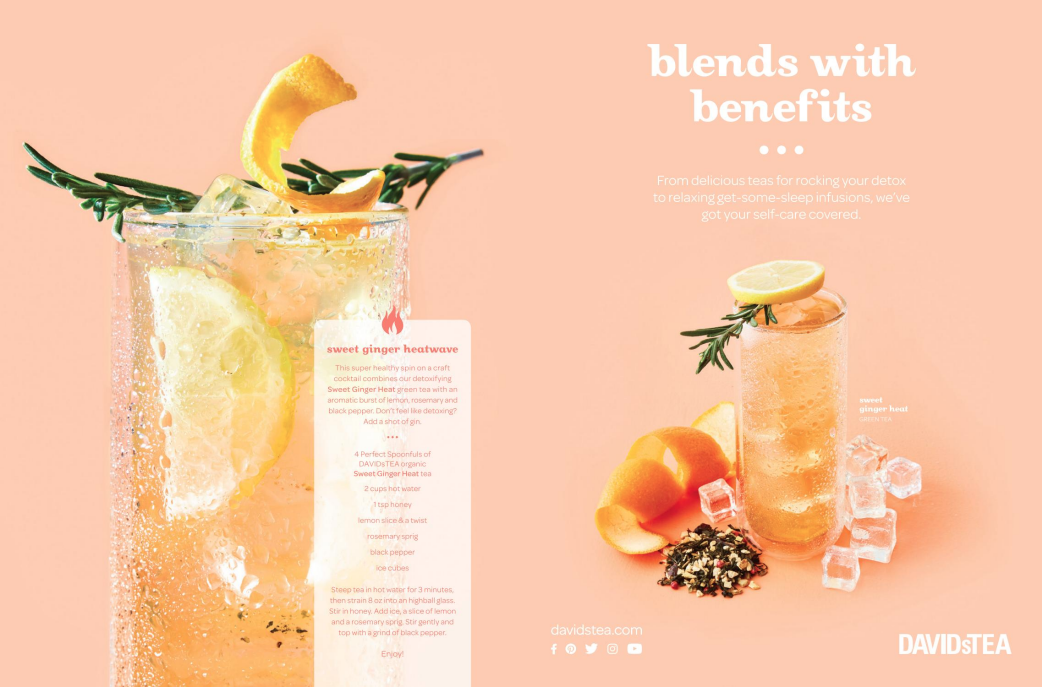 sweet ginger heatwave
This super healthy spin on a craft
cocktail combines our detoxifying
Sweet Ginger Heat green tea with an
aromatic burst of lemon, rosemary and
black pepper. Don't feel like detoxing?
Add a shot of gin.
4 Perfect Spoonfuls of
DAVIDsTEA organic
Sweet Ginger Heat tea
2 cups hot water
1 tsp honey
lemon slice & a twist
rosemary sprig
black pepper
ice cubes
Steep tea in hot water for 3 minutes,
then strain 8 oz into an highball glass.
Stir in honey. Add ice, a slice of lemon
and a rosemary sprig. Stir gently and
top with a grind of black pepper.
Enjoy!
blends with
benefits
From delicious teas for rocking your detox
to relaxing get-some-sleep infusions, we've
got your self-care covered.
sweet
ginger heat
GREEN TEA
davidstea.com
DAVIDsTEA